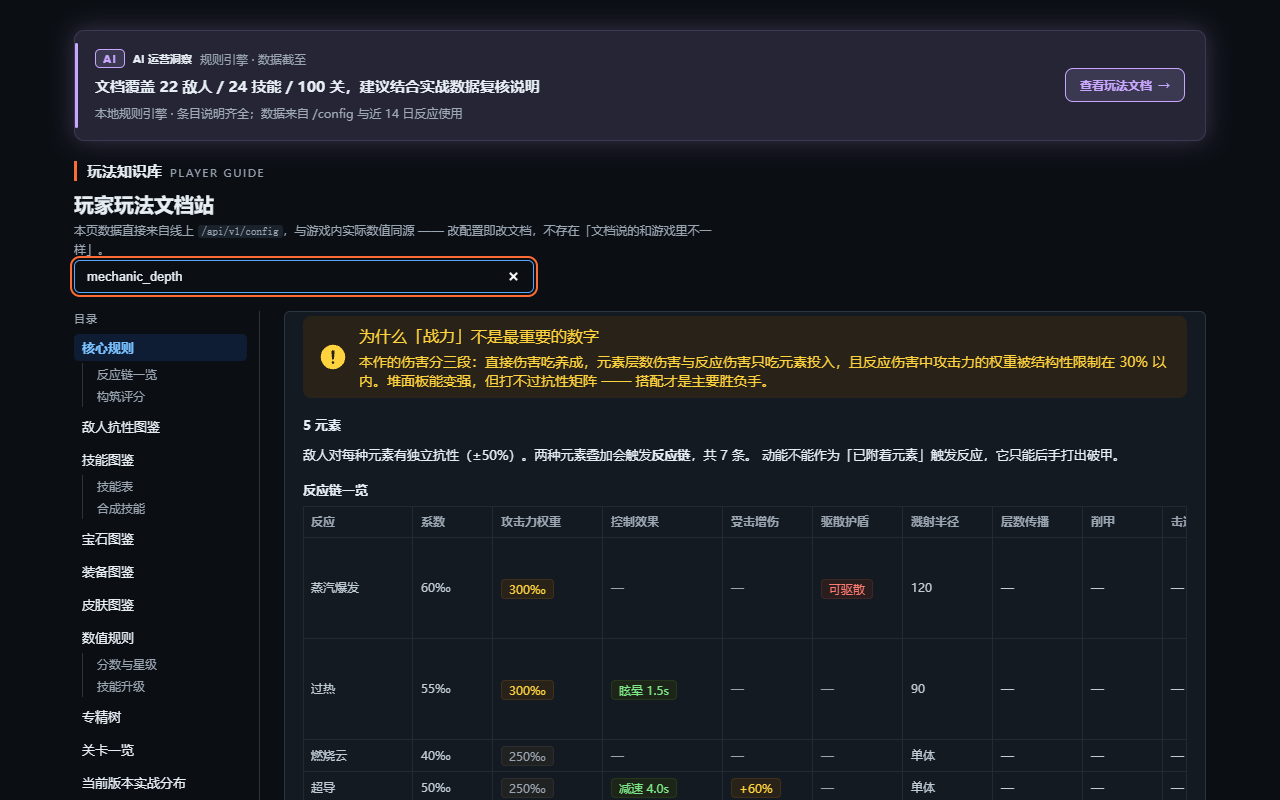 AI AI 运营洞察 规则引擎 · 数据截至
文档覆盖 22 敌人 / 24 技能 / 100 关，建议结合实战数据复核说明
本地规则引擎 · 条目说明齐全；数据来自 /config 与近 14 日反应使用
查看玩法文档 →
玩法知识库 PLAYER GUIDE
玩家玩法文档站
本页数据直接来自线上 /api/v1/config，与游戏内实际数值同源 —— 改配置即改文档，不存在「文档说的和游戏里不一
样」。
mechanic_depth ×
目录
核心规则
反应链一览
构筑评分
敌人抗性图鉴
技能图鉴
技能表
合成技能
宝石图鉴
装备图鉴
皮肤图鉴
数值规则
分数与星级
技能升级
专精树
关卡一览
当前版本实战分布
为什么「战力」不是最重要的数字
本作的伤害分三段：直接伤害吃养成，元素层数伤害与反应伤害只吃元素投入，且反应伤害中攻击力的权重被结构性限制在 30% 以
内。堆面板能变强，但打不过抗性矩阵 —— 搭配才是主要胜负手。
5 元素
敌人对每种元素有独立抗性（±50%）。两种元素叠加会触发反应链，共 7 条。 动能不能作为「已附着元素」触发反应，它只能后手打出破甲。
反应链一览
反应 系数 攻击力权重 控制效果 受击增伤 驱散护盾 溅射半径 层数传播 削甲 击
蒸汽爆发 60‰ 300‰ — — 可驱散 120 — — —
过热 55‰ 300‰ 眩晕 1.5s — — 90 — — —
燃烧云 40‰ 250‰ — — — 单体 — — —
超导 50‰ 250‰ 减速 4.0s +60% — 单体 — — —